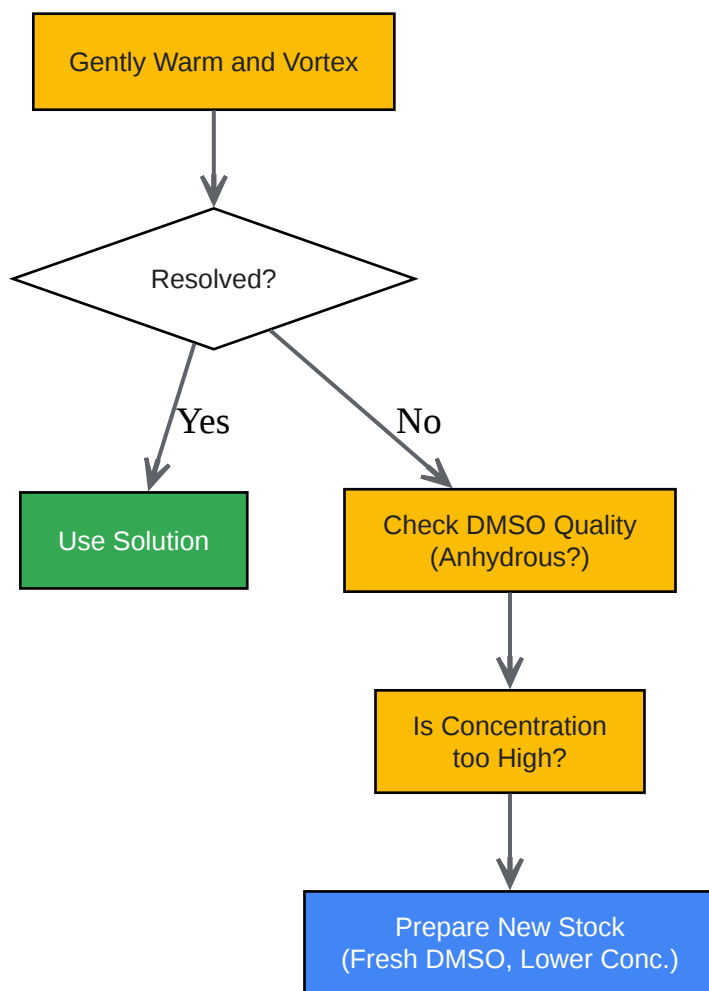 Gently Warm and Vortex
Resolved?
Yes
No
Use Solution
Check DMSO Quality
(Anhydrous?)
Is Concentration
too High?
Prepare New Stock
(Fresh DMSO, Lower Conc.)